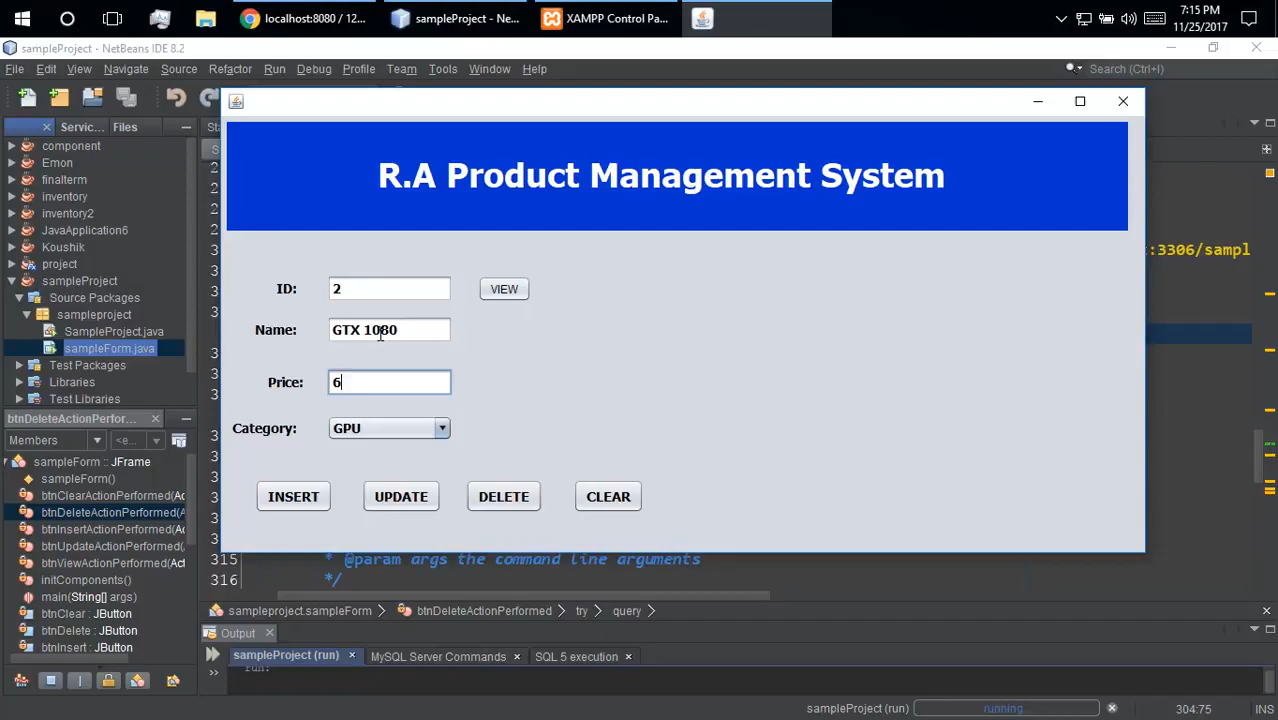 localhost:8080 / 12...
sampleProject - Ne...
XAMPP Control Pa...
7:15 PM
11/25/2017
sampleProject - NetBeans IDE 8.2
File Edit View Navigate Source Refactor Run Debug Profile Team Tools Window Help
Search (Ctrl+I)
Servic... Files
component
Emon
finalterm
inventory
inventory2
JavaApplication6
Koushik
project
sampleProject
Source Packages
sampleproject
SampleProject.java
sampleForm.java
Test Packages
Libraries
Test Libraries
R.A Product Management System
ID: 2 VIEW
Name: GTX 1080
Price: 6
Category: GPU
INSERT UPDATE DELETE CLEAR
:3306/sampl
315 * @param args the command line arguments
316 */
btnDeleteActionPerfor...
Members <e...
sampleForm :: JFrame
sampleForm()
btnClearActionPerformed(Ac
btnDeleteActionPerformed(A
btnInsertActionPerformed(Ac
btnUpdateActionPerformed(
btnViewActionPerformed(Ac
initComponents()
main(String[] args)
btnClear : JButton
btnDelete : JButton
btnInsert : JButton
sampleproject.sampleForm btnDeleteActionPerformed try query
Output
sampleProject (run) MySQL Server Commands SQL 5 execution
run:
sampleProject (run) running... 304:75 INS